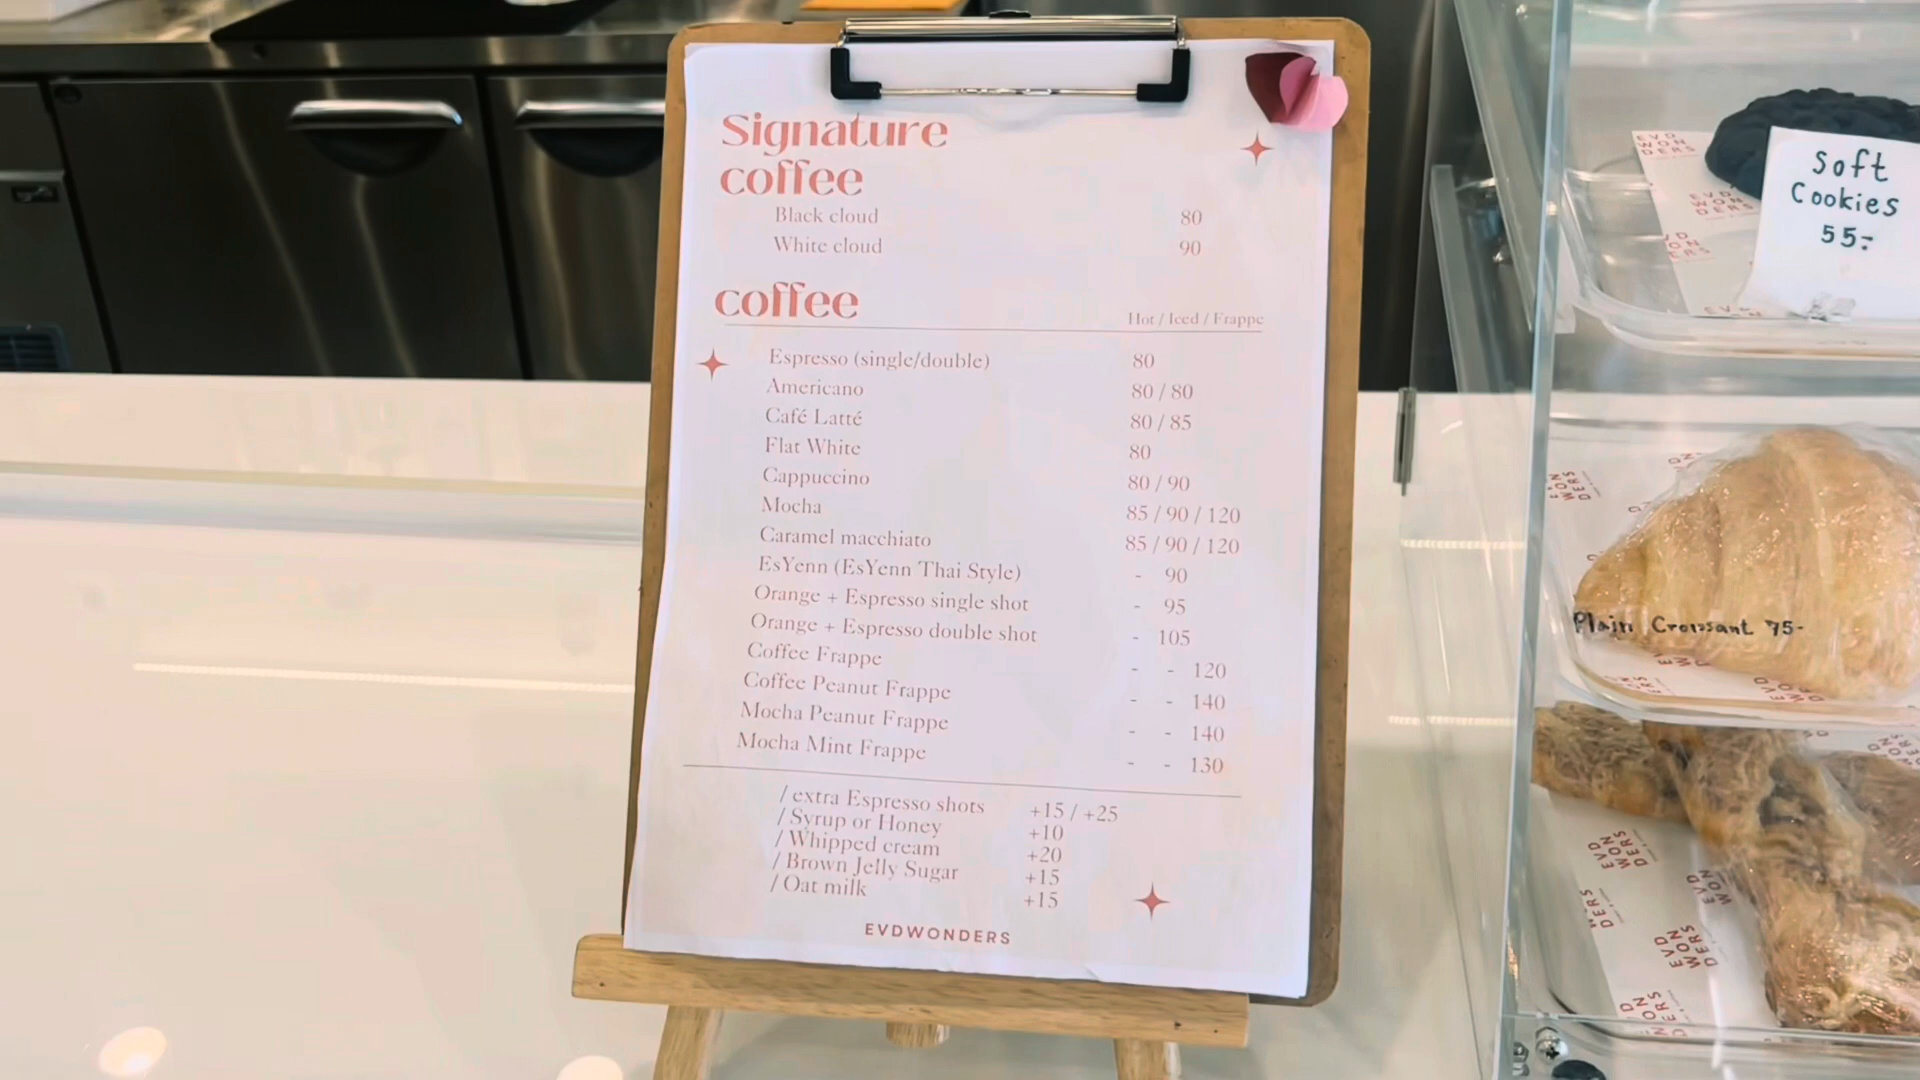 Signature
coffee
Black cloud 80
White cloud 90
coffee
Hot / Iced / Frappe
Espresso (single/double) 80
Americano 80 / 80
Café Latté 80 / 85
Flat White 80
Cappuccino 80 / 90
Mocha 85 / 90 / 120
Caramel macchiato 85 / 90 / 120
EsYenn (EsYenn Thai Style) - 90
Orange + Espresso single shot - 95
Orange + Espresso double shot - 105
Coffee Frappe - - 120
Coffee Peanut Frappe - - 140
Mocha Peanut Frappe - - 140
Mocha Mint Frappe - - 130
/ extra Espresso shots +15 / +25
/ Syrup or Honey +10
/ Whipped cream +20
/ Brown Jelly Sugar +15
/ Oat milk +15
EVDWONDERS
Soft
Cookies
55.-
Plain Croissant 75-
EVD
WON
DERS